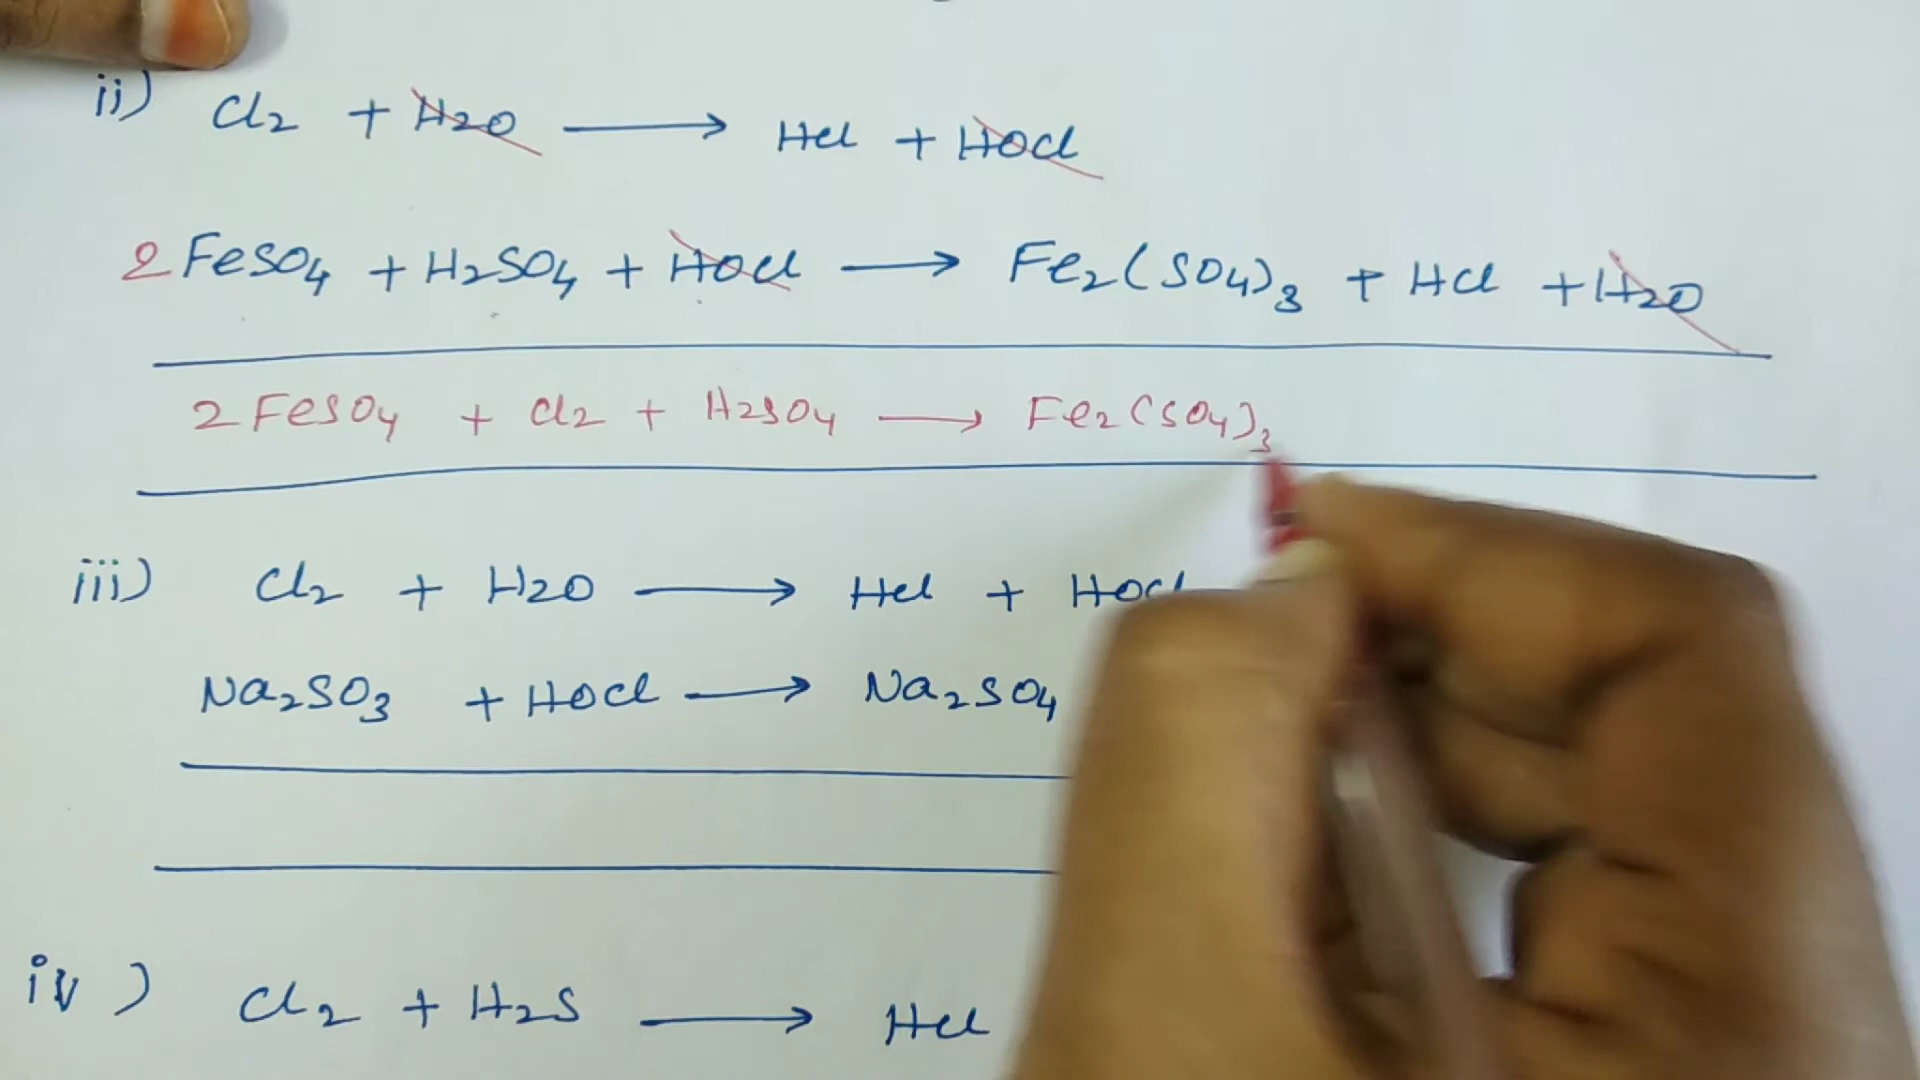 ii) Cl2 + H2O ⟶ HCl + HOCl
2FeSO4 + H2SO4 + HOCl ⟶ Fe2(SO4)3 + HCl + H2O
2FeSO4 + Cl2 + H2SO4 ⟶ Fe2(SO4)3
iii) Cl2 + H2O ⟶ HCl + HOCl
Na2SO3 + HOCl ⟶ Na2SO4
iv) Cl2 + H2S ⟶ HCl